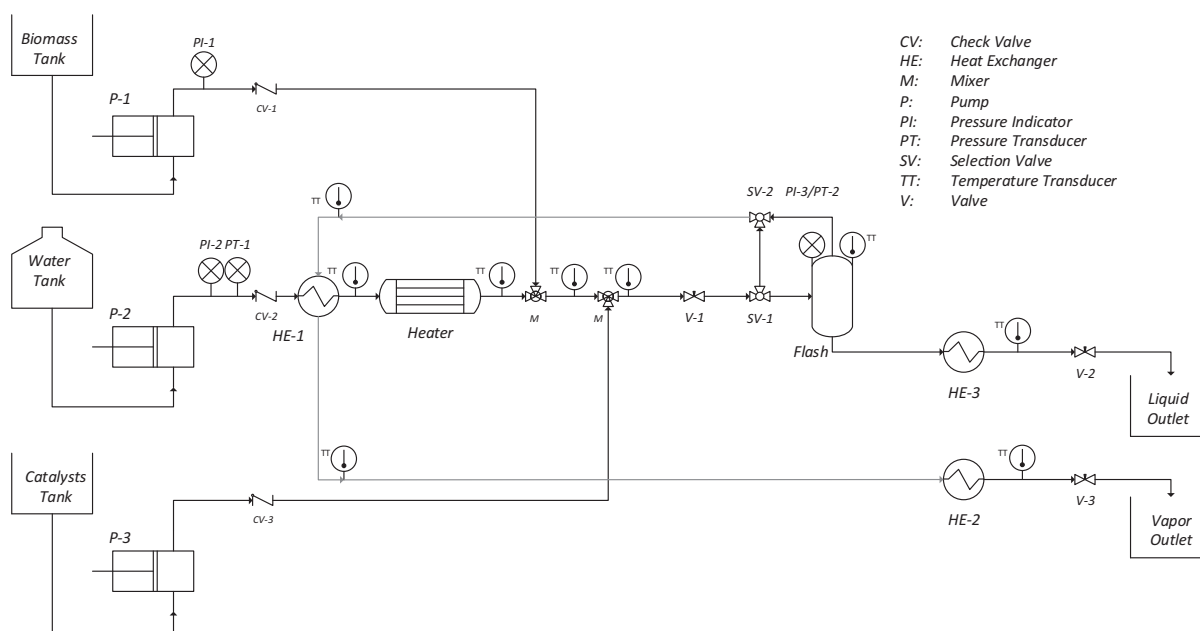 Biomass
Tank
PI-1
P-1
CV-1
CV: Check Valve
HE: Heat Exchanger
M: Mixer
P: Pump
PI: Pressure Indicator
PT: Pressure Transducer
SV: Selection Valve
TT: Temperature Transducer
V: Valve
TT
SV-2 PI-3/PT-2
TT
Water
Tank
PI-2 PT-1
P-2
CV-2
TT
HE-1
Heater
TT
M
TT
M
TT
V-1
SV-1
Flash
TT
HE-3
V-2
Liquid
Outlet
TT
TT
HE-2
V-3
Vapor
Outlet
Catalysts
Tank
P-3
CV-3